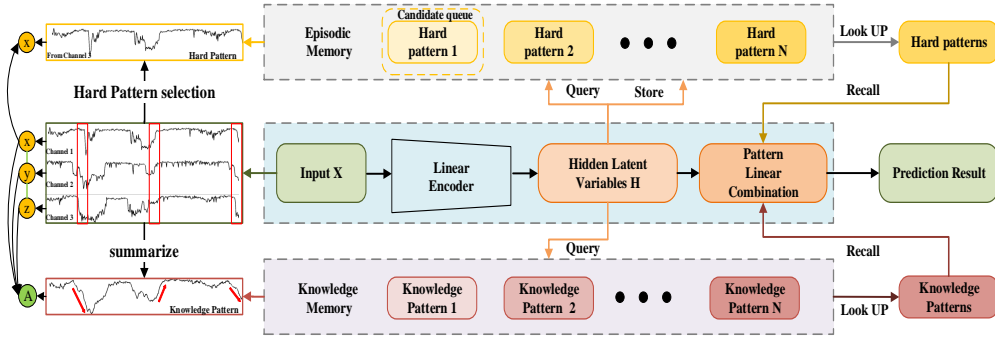 x
From Channel 3
Hard Pattern
Hard Pattern selection
x
Channel 1
y
Channel 2
z
Channel 3
summarize
A
Knowledge Pattern
Episodic
Memory
Candidate queue
Hard
pattern 1
Hard
pattern 2
Hard
pattern N
Look UP
Hard patterns
Query
Store
Recall
Input X
Linear
Encoder
Hidden Latent
Variables H
Pattern
Linear
Combination
Prediction Result
Query
Recall
Knowledge
Memory
Knowledge
Pattern 1
Knowledge
Pattern 2
Knowledge
Pattern N
Look UP
Knowledge
Patterns